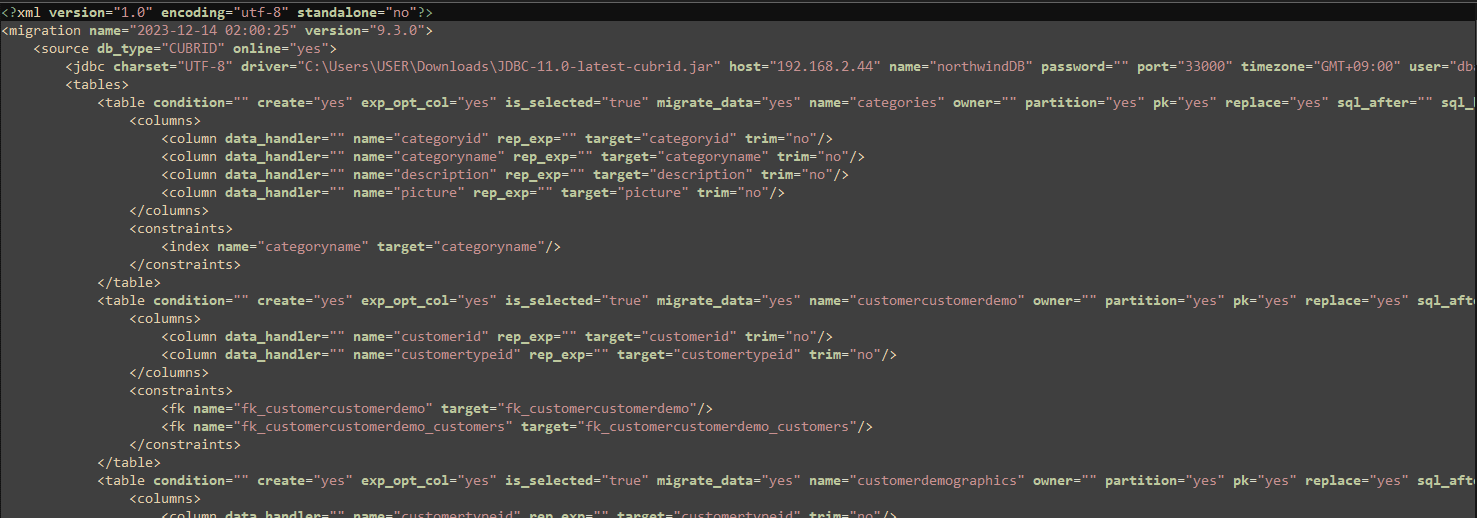 <?xml version="1.0" encoding="utf-8" standalone="no"?>
<migration name="2023-12-14 02:00:25" version="9.3.0">
<source db_type="CUBRID" online="yes">
<jdbc charset="UTF-8" driver="C:\Users\USER\Downloads\JDBC-11.0-latest-cubrid.jar" host="192.168.2.44" name="northwindDB" password="" port="33000" timezone="GMT+09:00" user="dba
<tables>
<table condition="" create="yes" exp_opt_col="yes" is_selected="true" migrate_data="yes" name="categories" owner="" partition="yes" pk="yes" replace="yes" sql_after="" sql_
<columns>
<column data_handler="" name="categoryid" rep_exp="" target="categoryid" trim="no"/>
<column data_handler="" name="categoryname" rep_exp="" target="categoryname" trim="no"/>
<column data_handler="" name="description" rep_exp="" target="description" trim="no"/>
<column data_handler="" name="picture" rep_exp="" target="picture" trim="no"/>
</columns>
<constraints>
<index name="categoryname" target="categoryname"/>
</constraints>
</table>
<table condition="" create="yes" exp_opt_col="yes" is_selected="true" migrate_data="yes" name="customercustomerdemo" owner="" partition="yes" pk="yes" replace="yes" sql_afte
<columns>
<column data_handler="" name="customerid" rep_exp="" target="customerid" trim="no"/>
<column data_handler="" name="customertypeid" rep_exp="" target="customertypeid" trim="no"/>
</columns>
<constraints>
<fk name="fk_customercustomerdemo" target="fk_customercustomerdemo"/>
<fk name="fk_customercustomerdemo_customers" target="fk_customercustomerdemo_customers"/>
</constraints>
</table>
<table condition="" create="yes" exp_opt_col="yes" is_selected="true" migrate_data="yes" name="customerdemographics" owner="" partition="yes" pk="yes" replace="yes" sql_afte
<columns>
<column data_handler="" name="customertypeid" rep_exp="" target="customertypeid" trim="no"/>